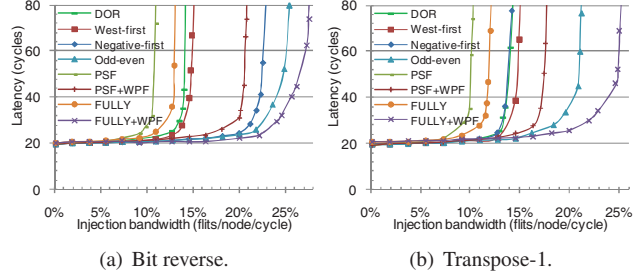 80
60
40
20
0
Latency (cycles)
DOR
West-first
Negative-first
Odd-even
PSF
PSF+WPF
FULLY
FULLY+WPF
0% 5% 10% 15% 20% 25%
Injection bandwidth (flits/node/cycle)
(a) Bit reverse.
80
60
40
20
0
Latency (cycles)
DOR
West-first
Negative-first
Odd-even
PSF
PSF+WPF
FULLY
FULLY+WPF
0% 5% 10% 15% 20% 25%
Injection bandwidth (flits/node/cycle)
(b) Transpose-1.